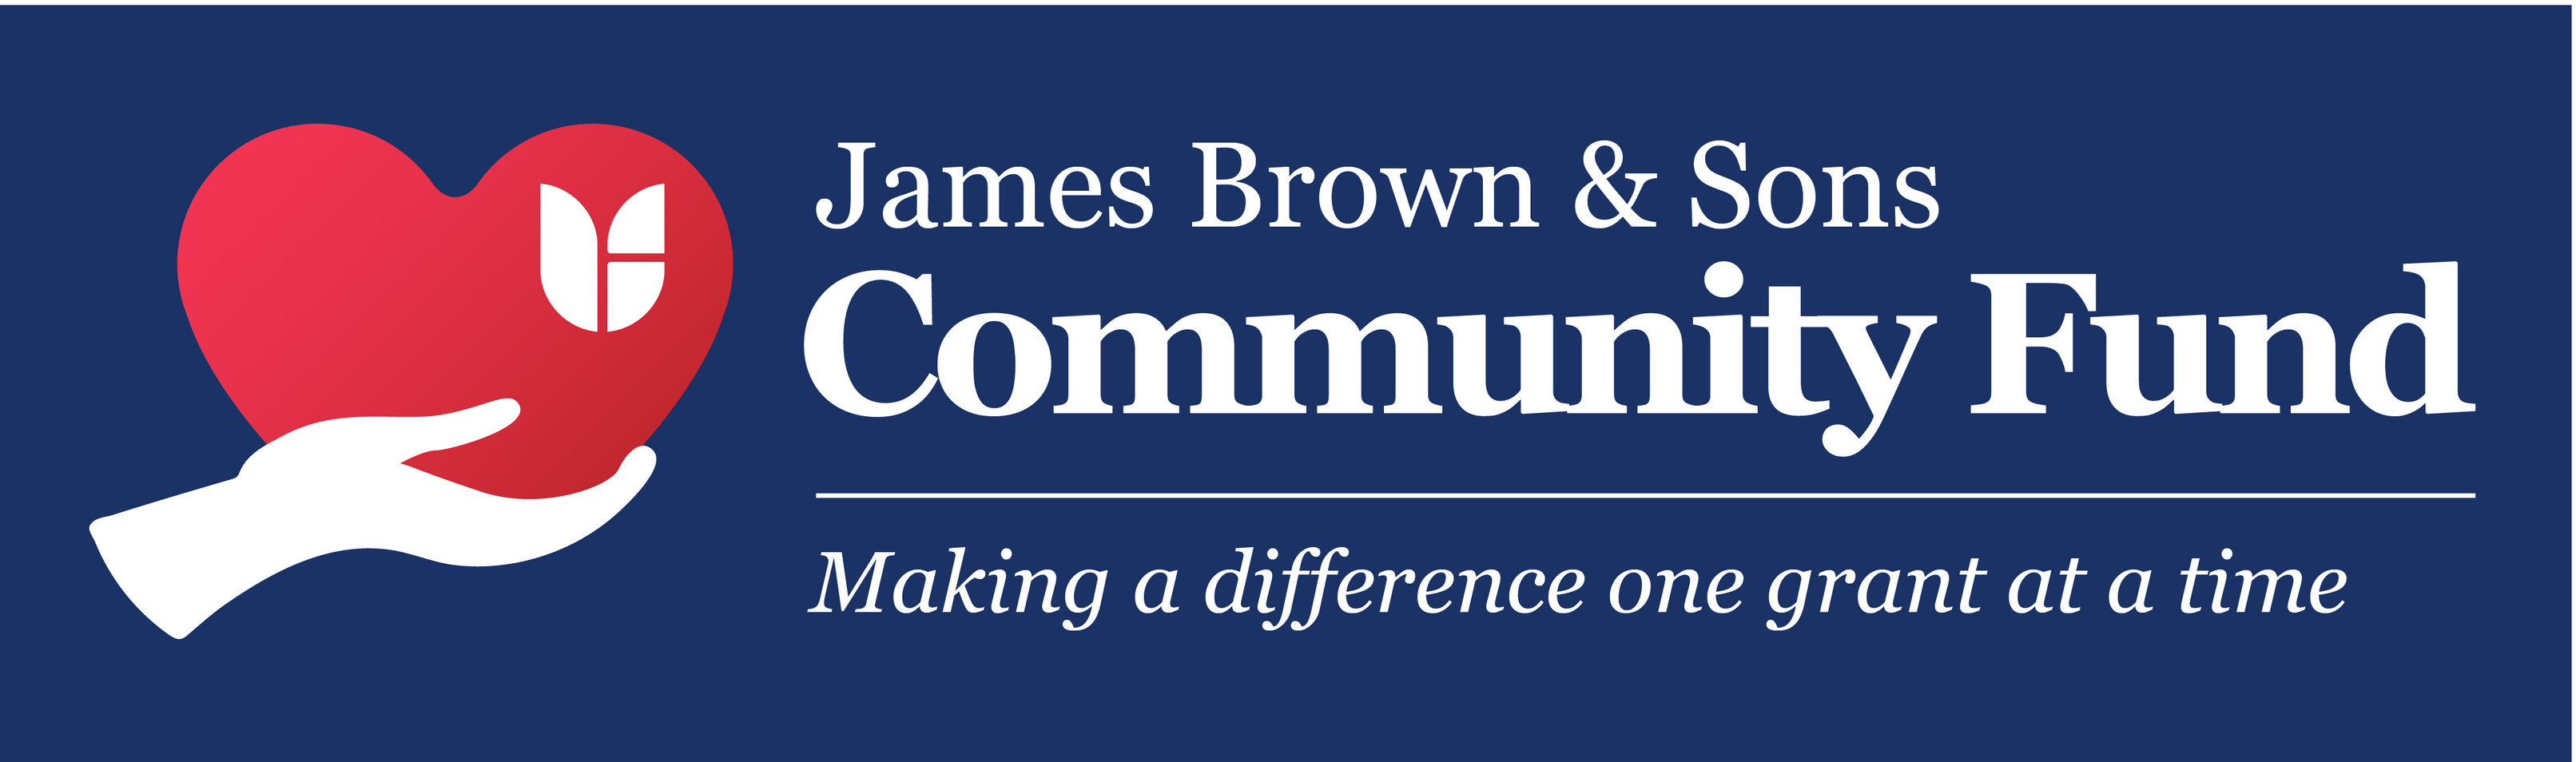 James Brown & Sons
Community Fund
Making a difference one grant at a time